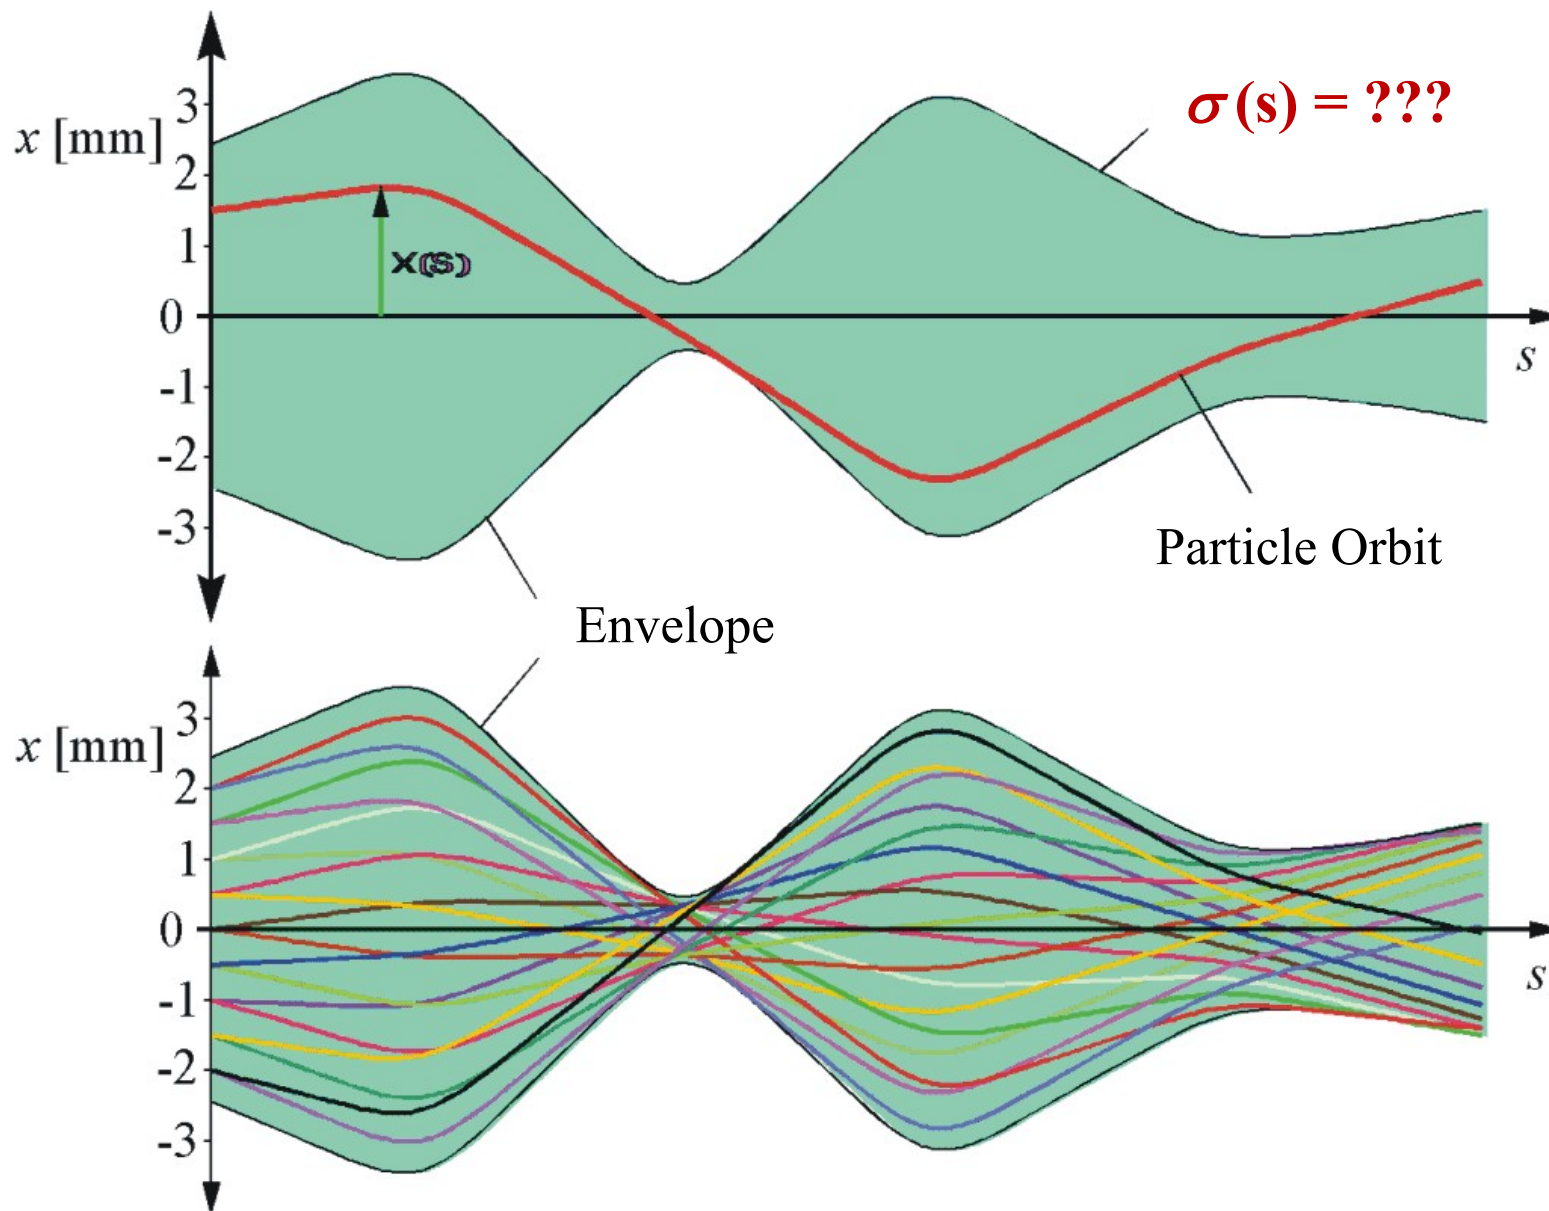 σ (s) = ???
3
x [mm]
2
1
X(S)
0
s
-1
-2
-3
Particle Orbit
Envelope
3
x [mm]
2
1
0
s
-1
-2
-3